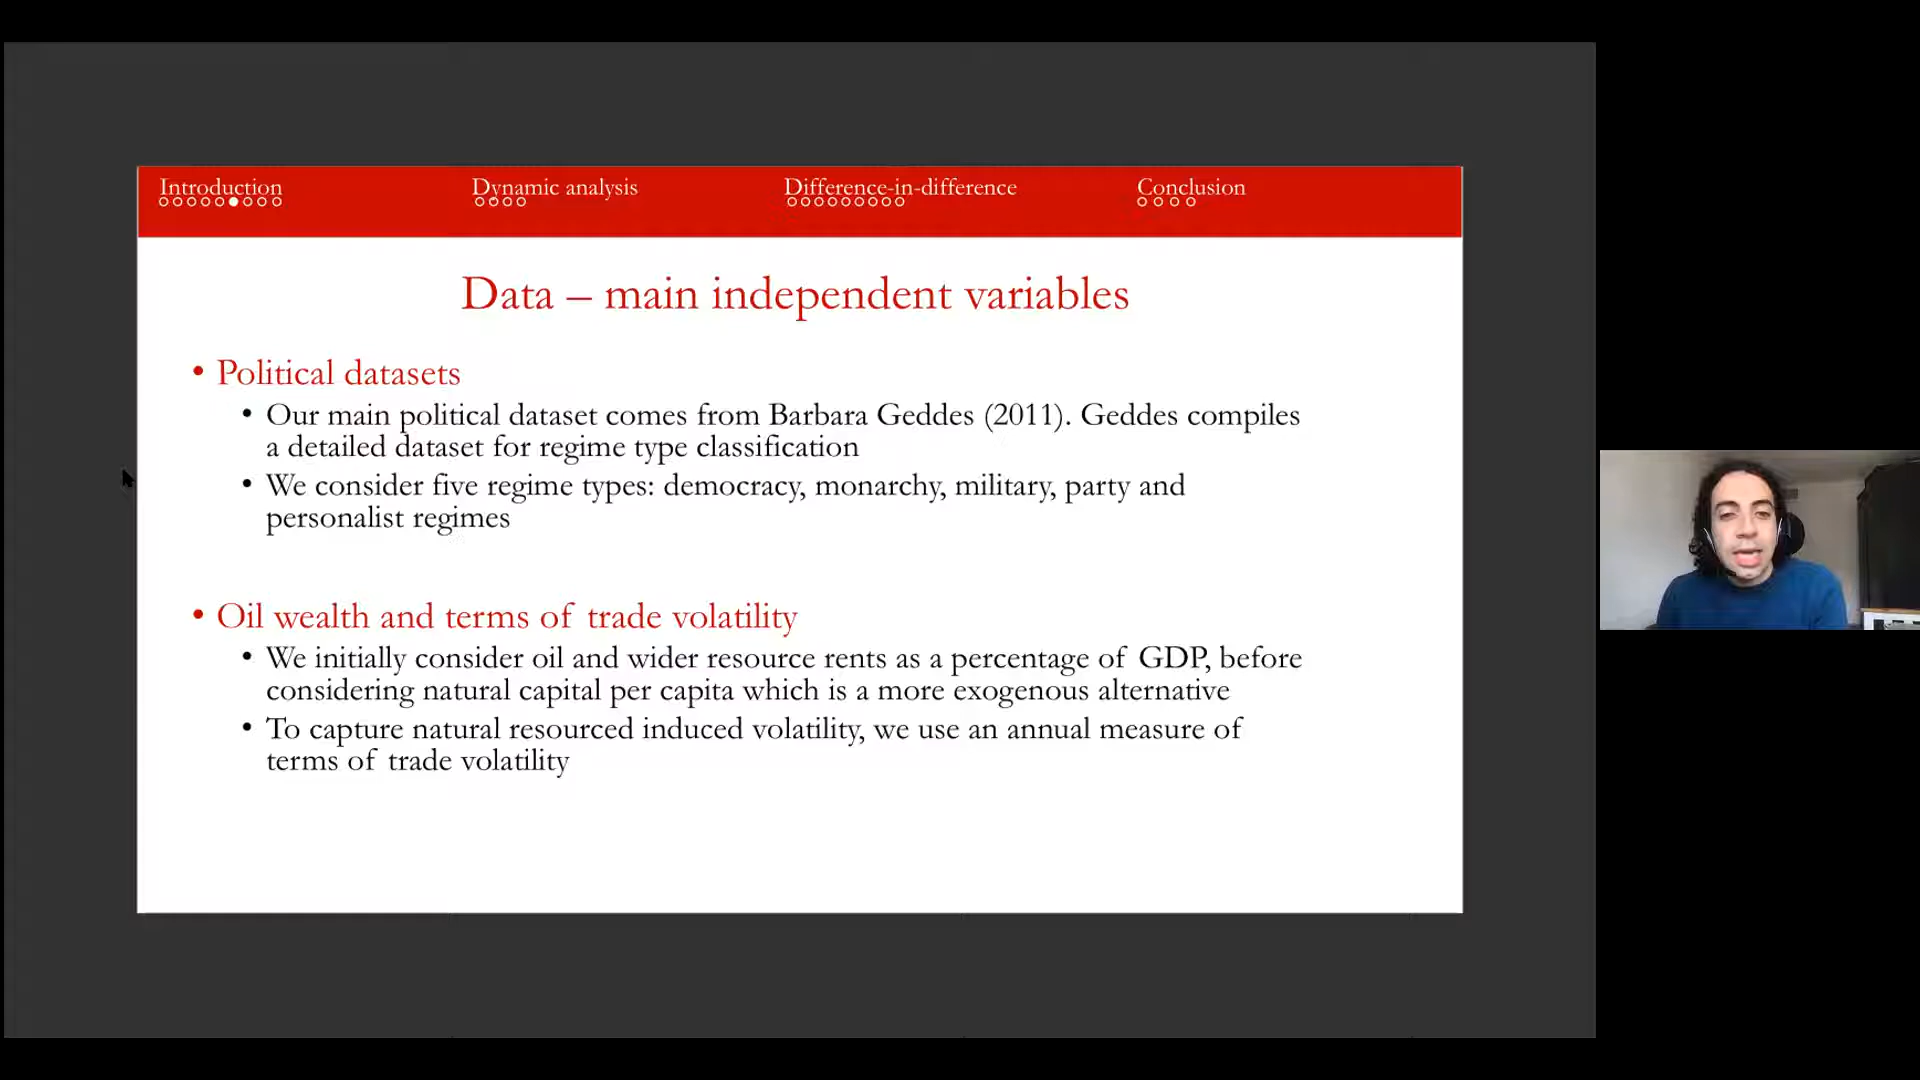 Introduction
Dynamic analysis
Difference-in-difference
Conclusion
Data – main independent variables
• Political datasets
• Our main political dataset comes from Barbara Geddes (2011). Geddes compiles
a detailed dataset for regime type classification
• We consider five regime types: democracy, monarchy, military, party and
personalist regimes
• Oil wealth and terms of trade volatility
• We initially consider oil and wider resource rents as a percentage of GDP, before
considering natural capital per capita which is a more exogenous alternative
• To capture natural resourced induced volatility, we use an annual measure of
terms of trade volatility